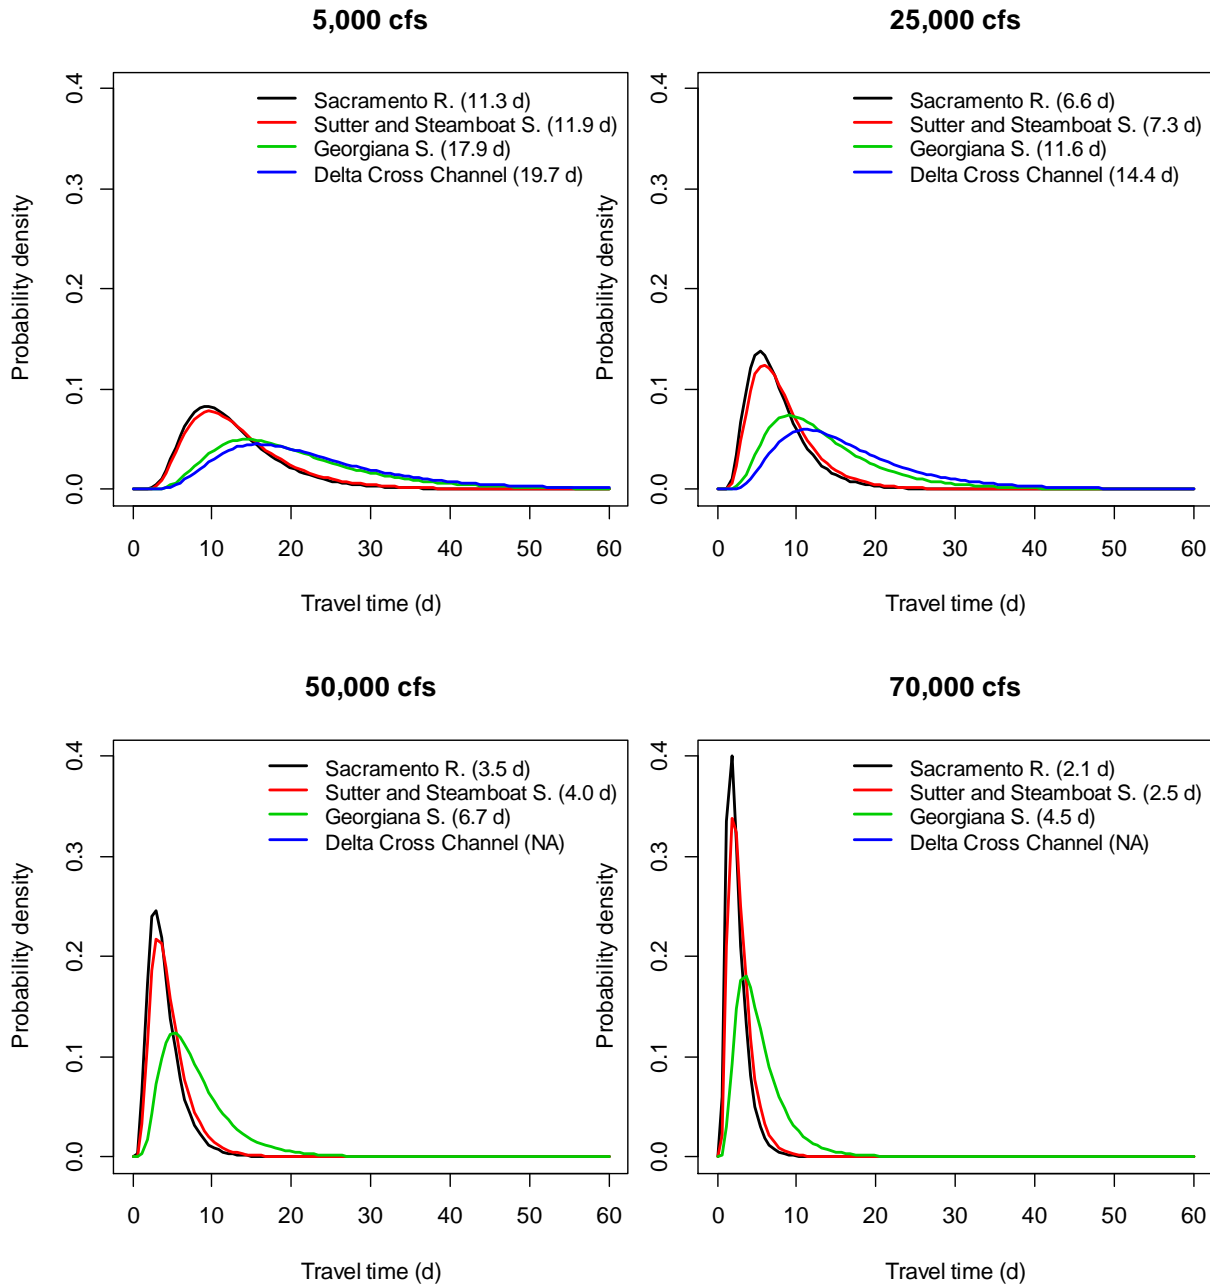 5,000 cfs
Probability density
0.4
0.3
0.2
0.1
0.0
Sacramento R. (11.3 d)
Sutter and Steamboat S. (11.9 d)
Georgiana S. (17.9 d)
Delta Cross Channel (19.7 d)
0 10 20 30 40 50 60
Travel time (d)
25,000 cfs
Probability density
0.4
0.3
0.2
0.1
0.0
Sacramento R. (6.6 d)
Sutter and Steamboat S. (7.3 d)
Georgiana S. (11.6 d)
Delta Cross Channel (14.4 d)
0 10 20 30 40 50 60
Travel time (d)
50,000 cfs
Probability density
0.4
0.3
0.2
0.1
0.0
Sacramento R. (3.5 d)
Sutter and Steamboat S. (4.0 d)
Georgiana S. (6.7 d)
Delta Cross Channel (NA)
0 10 20 30 40 50 60
Travel time (d)
70,000 cfs
Probability density
0.4
0.3
0.2
0.1
0.0
Sacramento R. (2.1 d)
Sutter and Steamboat S. (2.5 d)
Georgiana S. (4.5 d)
Delta Cross Channel (NA)
0 10 20 30 40 50 60
Travel time (d)